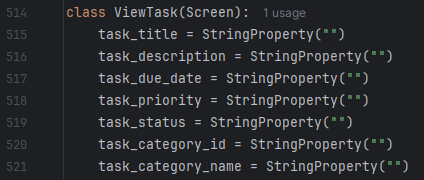 514 class ViewTask(Screen): 1 usage
515 task_title = StringProperty("")
516 task_description = StringProperty("")
517 task_due_date = StringProperty("")
518 task_priority = StringProperty("")
519 task_status = StringProperty("")
520 task_category_id = StringProperty("")
521 task_category_name = StringProperty("")